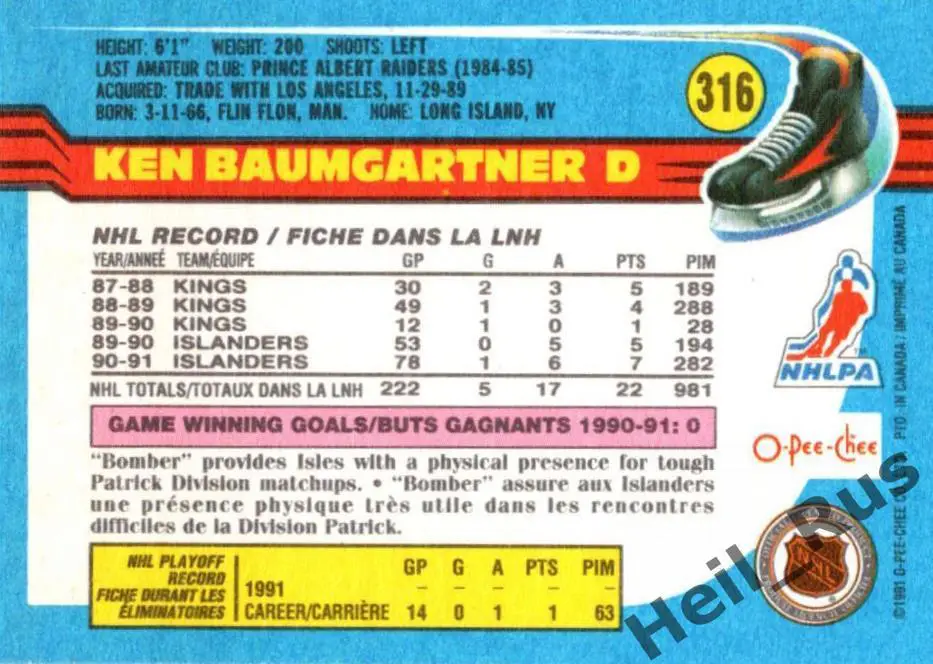 HEIGHT: 6'1" WEIGHT: 200 SHOOTS: LEFT
LAST AMATEUR CLUB: PRINCE ALBERT RAIDERS (1984-85)
ACQUIRED: TRADE WITH LOS ANGELES, 11-29-89
BORN: 3-11-66, FLIN FLON, MAN. HOME: LONG ISLAND, NY
316
KEN BAUMGARTNER D
NHL RECORD / FICHE DANS LA LNH
YEAR/ANNEÉ TEAM/ÉQUIPE GP G A PTS PIM
87-88 KINGS 30 2 3 5 189
88-89 KINGS 49 1 3 4 288
89-90 KINGS 12 1 0 1 28
89-90 ISLANDERS 53 0 5 5 194
90-91 ISLANDERS 78 1 6 7 282
NHL TOTALS/TOTAUX DANS LA LNH 222 5 17 22 981
GAME WINNING GOALS/BUTS GAGNANTS 1990-91: 0
"Bomber" provides Isles with a physical presence for tough
Patrick Division matchups. • "Bomber" assure aux Islanders
une présence physique très utile dans les rencontres
difficiles de la Division Patrick.
NHL PLAYOFF
RECORD
FICHE DURANT LES
ÉLIMINATOIRES
GP G A PTS PIM
1991 – – – – –
CAREER/CARRIÈRE 14 0 1 1 63
NHLPA
TM
O-Pee-Chee
©1991 O-PEE-CHEE PTD. IN CANADA / IMPRIMÉ AU CANADA
NHL
Heil_Rus